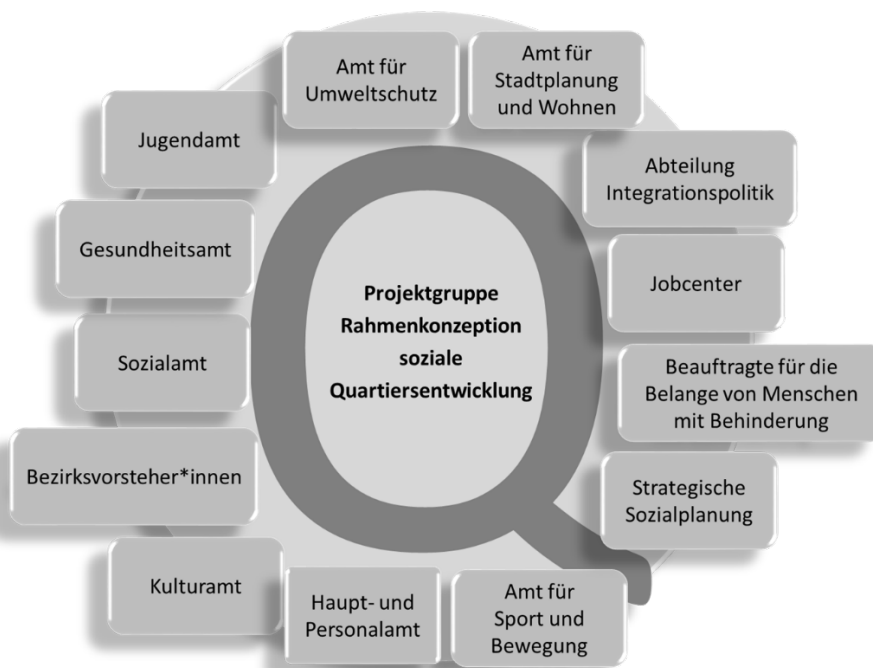 Amt für
Umweltschutz
Amt für
Stadtplanung
und Wohnen
Jugendamt
Abteilung
Integrationspolitik
Gesundheitsamt
Jobcenter
Projektgruppe
Rahmenkonzeption
soziale
Quartiersentwicklung
Sozialamt
Beauftragte für die
Belange von Menschen
mit Behinderung
Bezirksvorsteher*innen
Strategische
Sozialplanung
Kulturamt
Haupt- und
Personalamt
Amt für
Sport und
Bewegung